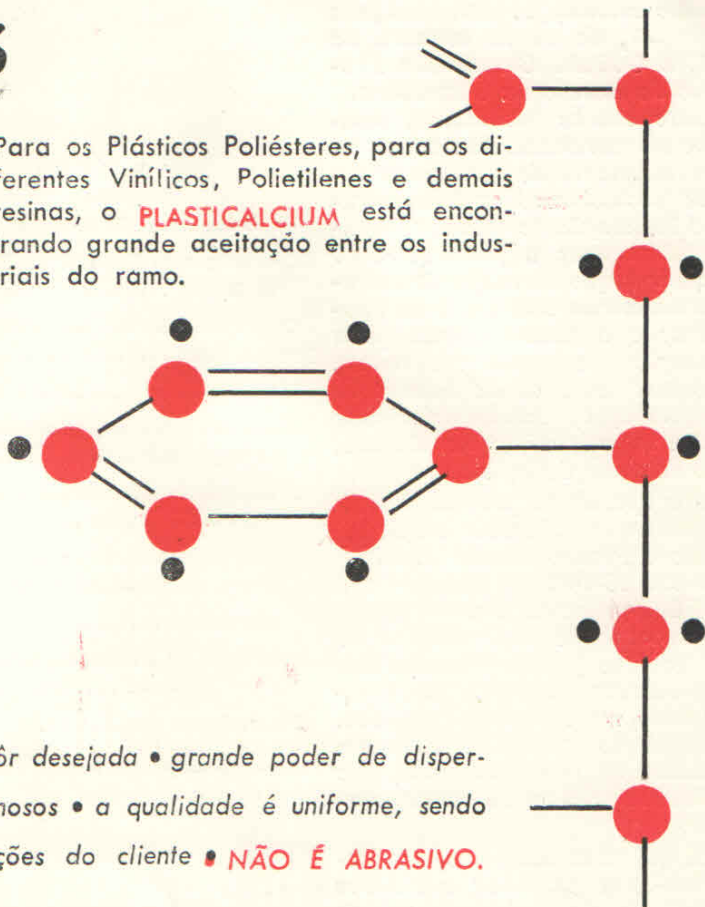 Para os Plásticos Poliésteres, para os di-
ferentes Vinílicos, Polietilenes e demais
resinas, o PLASTICALCIUM está encon-
rando grande aceitação entre os indus-
riais do ramo.
ôr desejada • grande poder de disper-
nosos • a qualidade é uniforme, sendo
ções do cliente • NÃO É ABRASIVO.